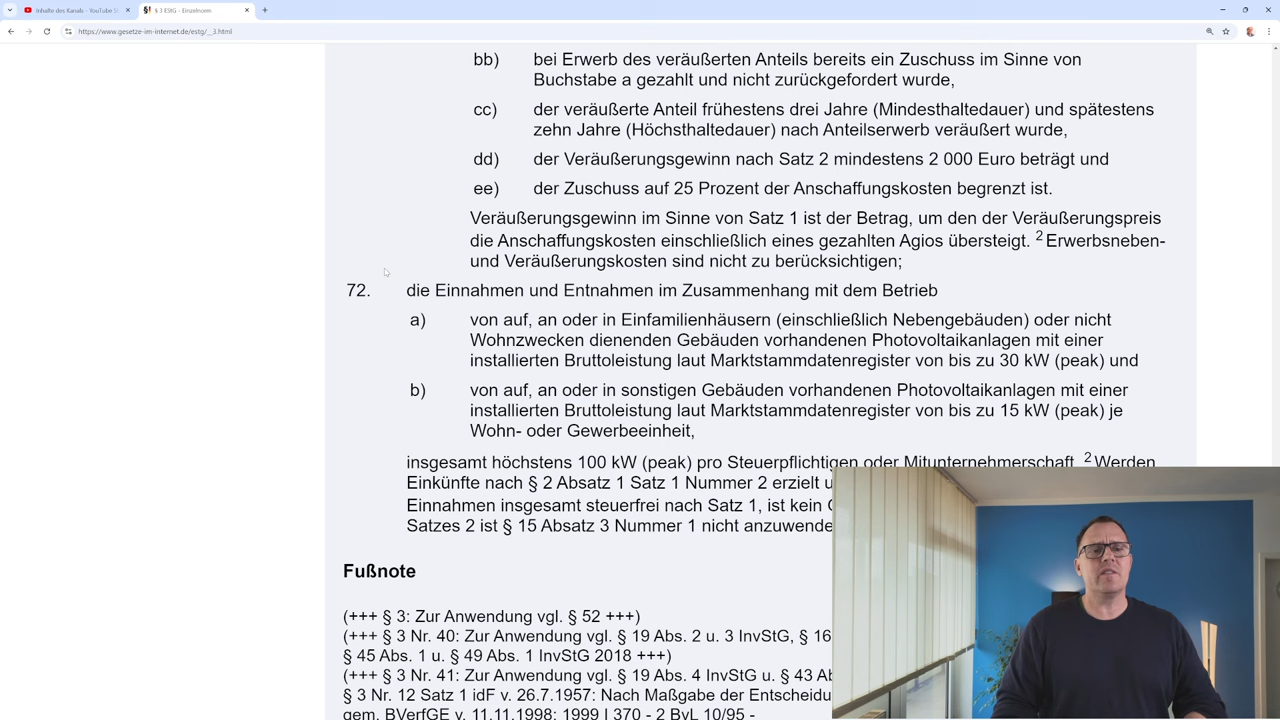 Inhalte des Kanals - YouTube S
§ 3 EStG - Einzelnorm
https://www.gesetze-im-internet.de/estg/__3.html
bb) bei Erwerb des veräußerten Anteils bereits ein Zuschuss im Sinne von
Buchstabe a gezahlt und nicht zurückgefordert wurde,
cc) der veräußerte Anteil frühestens drei Jahre (Mindesthaltedauer) und spätestens
zehn Jahre (Höchsthaltedauer) nach Anteilserwerb veräußert wurde,
dd) der Veräußerungsgewinn nach Satz 2 mindestens 2 000 Euro beträgt und
ee) der Zuschuss auf 25 Prozent der Anschaffungskosten begrenzt ist.
Veräußerungsgewinn im Sinne von Satz 1 ist der Betrag, um den der Veräußerungspreis
die Anschaffungskosten einschließlich eines gezahlten Agios übersteigt. 2 Erwerbsneben-
und Veräußerungskosten sind nicht zu berücksichtigen;
72. die Einnahmen und Entnahmen im Zusammenhang mit dem Betrieb
a) von auf, an oder in Einfamilienhäusern (einschließlich Nebengebäuden) oder nicht
Wohnzwecken dienenden Gebäuden vorhandenen Photovoltaikanlagen mit einer
installierten Bruttoleistung laut Marktstammdatenregister von bis zu 30 kW (peak) und
b) von auf, an oder in sonstigen Gebäuden vorhandenen Photovoltaikanlagen mit einer
installierten Bruttoleistung laut Marktstammdatenregister von bis zu 15 kW (peak) je
Wohn- oder Gewerbeeinheit,
insgesamt höchstens 100 kW (peak) pro Steuerpflichtigen oder Mitunternehmerschaft. 2 Werden
Einkünfte nach § 2 Absatz 1 Satz 1 Nummer 2 erzielt u
Einnahmen insgesamt steuerfrei nach Satz 1, ist kein
Satzes 2 ist § 15 Absatz 3 Nummer 1 nicht anzuwende
Fußnote
(+++ § 3: Zur Anwendung vgl. § 52 +++)
(+++ § 3 Nr. 40: Zur Anwendung vgl. § 19 Abs. 2 u. 3 InvStG, § 16
§ 45 Abs. 1 u. § 49 Abs. 1 InvStG 2018 +++)
(+++ § 3 Nr. 41: Zur Anwendung vgl. § 19 Abs. 4 InvStG u. § 43 Ab
§ 3 Nr. 12 Satz 1 idF v. 26.7.1957: Nach Maßgabe der Entscheidu
gem. BVerfGE v. 11.11.1998; 1999 I 370 - 2 BvL 10/95 -